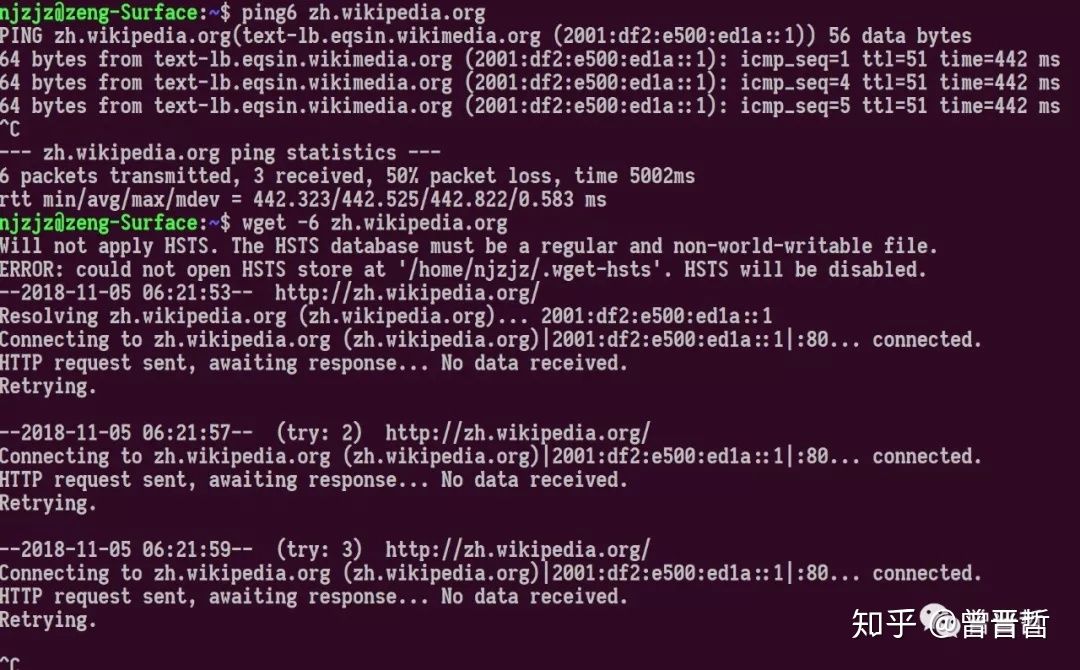 njzjz@zeng-Surface:~$ ping6 zh.wikipedia.org
PING zh.wikipedia.org(text-lb.eqsin.wikimedia.org (2001:df2:e500:ed1a::1)) 56 data bytes
64 bytes from text-lb.eqsin.wikimedia.org (2001:df2:e500:ed1a::1): icmp_seq=1 ttl=51 time=442 ms
64 bytes from text-lb.eqsin.wikimedia.org (2001:df2:e500:ed1a::1): icmp_seq=4 ttl=51 time=442 ms
64 bytes from text-lb.eqsin.wikimedia.org (2001:df2:e500:ed1a::1): icmp_seq=5 ttl=51 time=442 ms
^C
--- zh.wikipedia.org ping statistics ---
6 packets transmitted, 3 received, 50% packet loss, time 5002ms
rtt min/avg/max/mdev = 442.323/442.525/442.822/0.583 ms
njzjz@zeng-Surface:~$ wget -6 zh.wikipedia.org
Will not apply HSTS. The HSTS database must be a regular and non-world-writable file.
ERROR: could not open HSTS store at '/home/njzjz/.wget-hsts'. HSTS will be disabled.
--2018-11-05 06:21:53-- http://zh.wikipedia.org/
Resolving zh.wikipedia.org (zh.wikipedia.org)... 2001:df2:e500:ed1a::1
Connecting to zh.wikipedia.org (zh.wikipedia.org)|2001:df2:e500:ed1a::1|:80... connected.
HTTP request sent, awaiting response... No data received.
Retrying.
--2018-11-05 06:21:57-- (try: 2) http://zh.wikipedia.org/
Connecting to zh.wikipedia.org (zh.wikipedia.org)|2001:df2:e500:ed1a::1|:80... connected.
HTTP request sent, awaiting response... No data received.
Retrying.
--2018-11-05 06:21:59-- (try: 3) http://zh.wikipedia.org/
Connecting to zh.wikipedia.org (zh.wikipedia.org)|2001:df2:e500:ed1a::1|:80... connected.
HTTP request sent, awaiting response... No data received.
Retrying.
^C
知乎 @曾晋哲